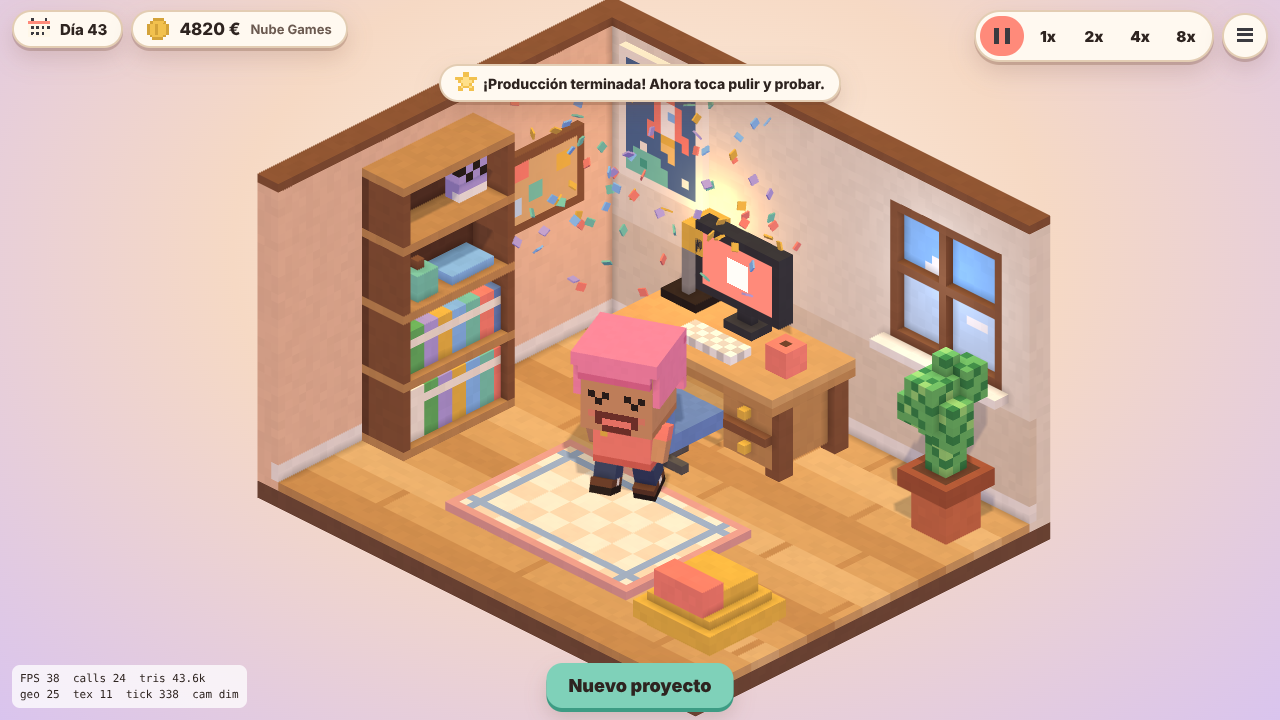 Día 43
4820 € Nube Games
1x 2x 4x 8x
¡Producción terminada! Ahora toca pulir y probar.
FPS 38 calls 24 tris 43.6k
geo 25 tex 11 tick 338 cam dim
Nuevo proyecto